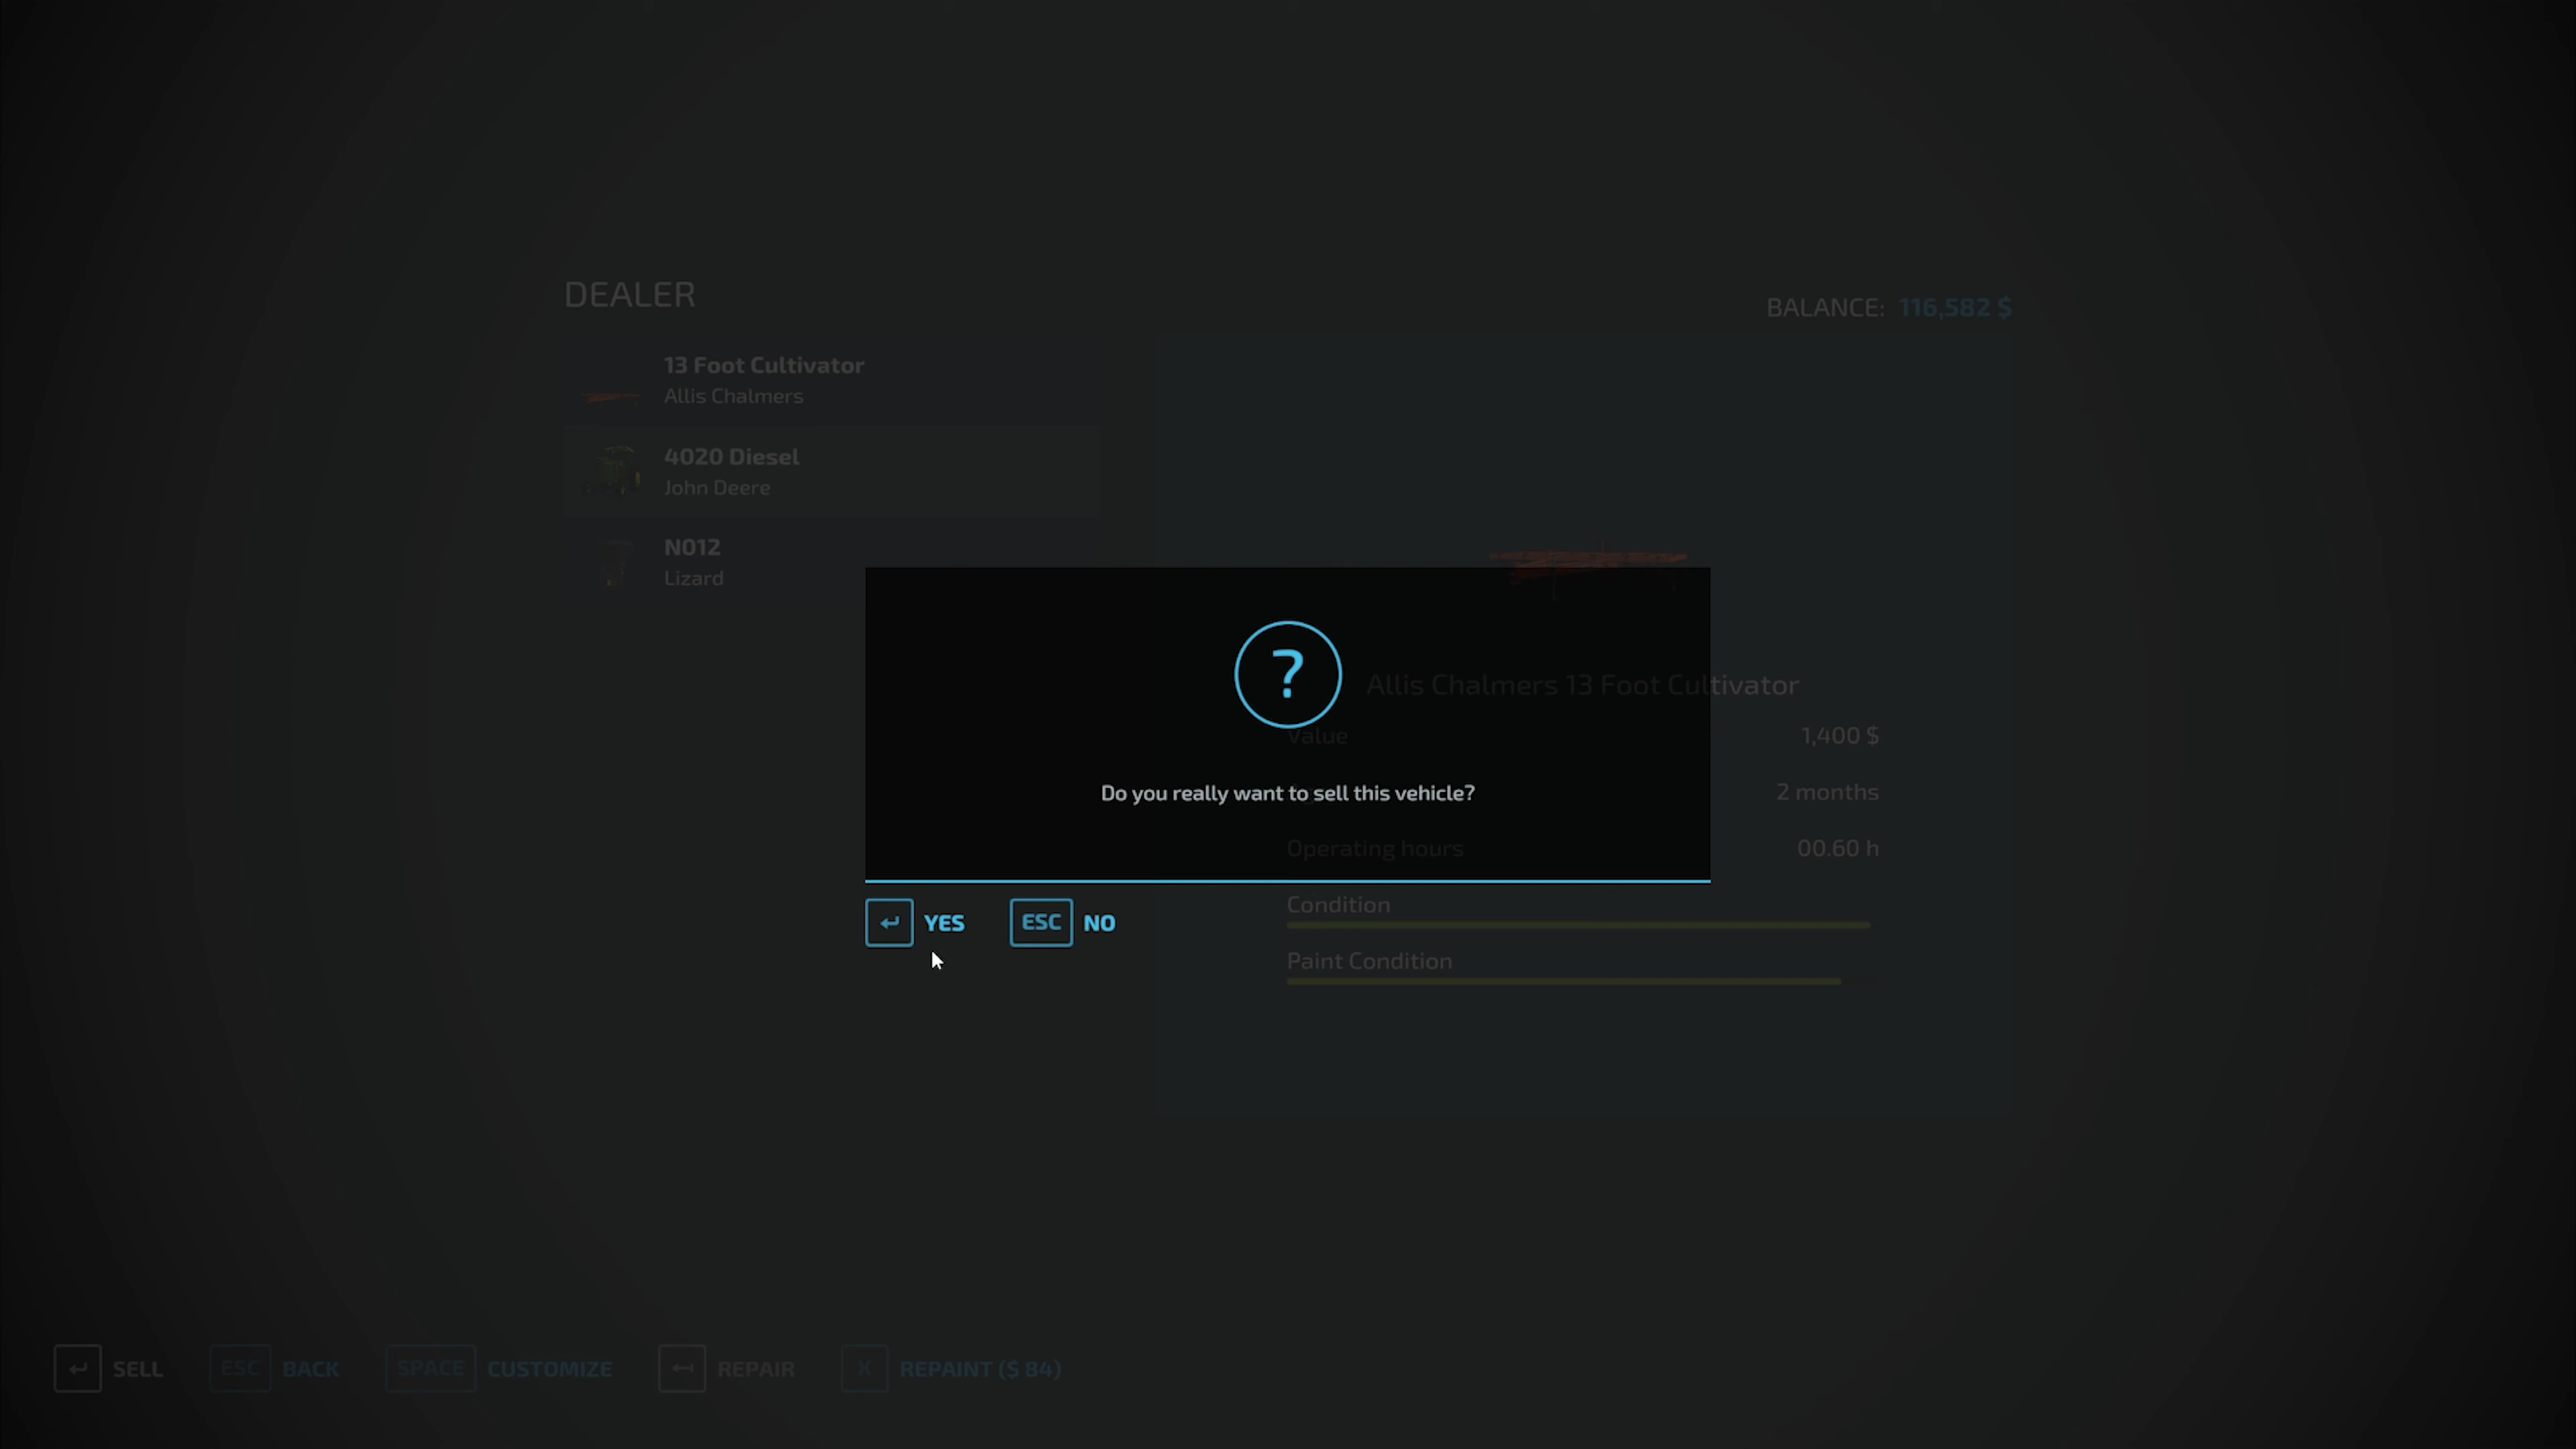 DEALER
BALANCE: 116,582 $
13 Foot Cultivator
Allis Chalmers
4020 Diesel
John Deere
N012
Lizard
?
Allis Chalmers 13 Foot Cultivator
Value 1,400 $
Do you really want to sell this vehicle?
2 months
Operating hours 00.60 h
Condition
Paint Condition
YES
ESC NO
SELL
ESC BACK
SPACE CUSTOMIZE
REPAIR
X REPAINT ($ 84)